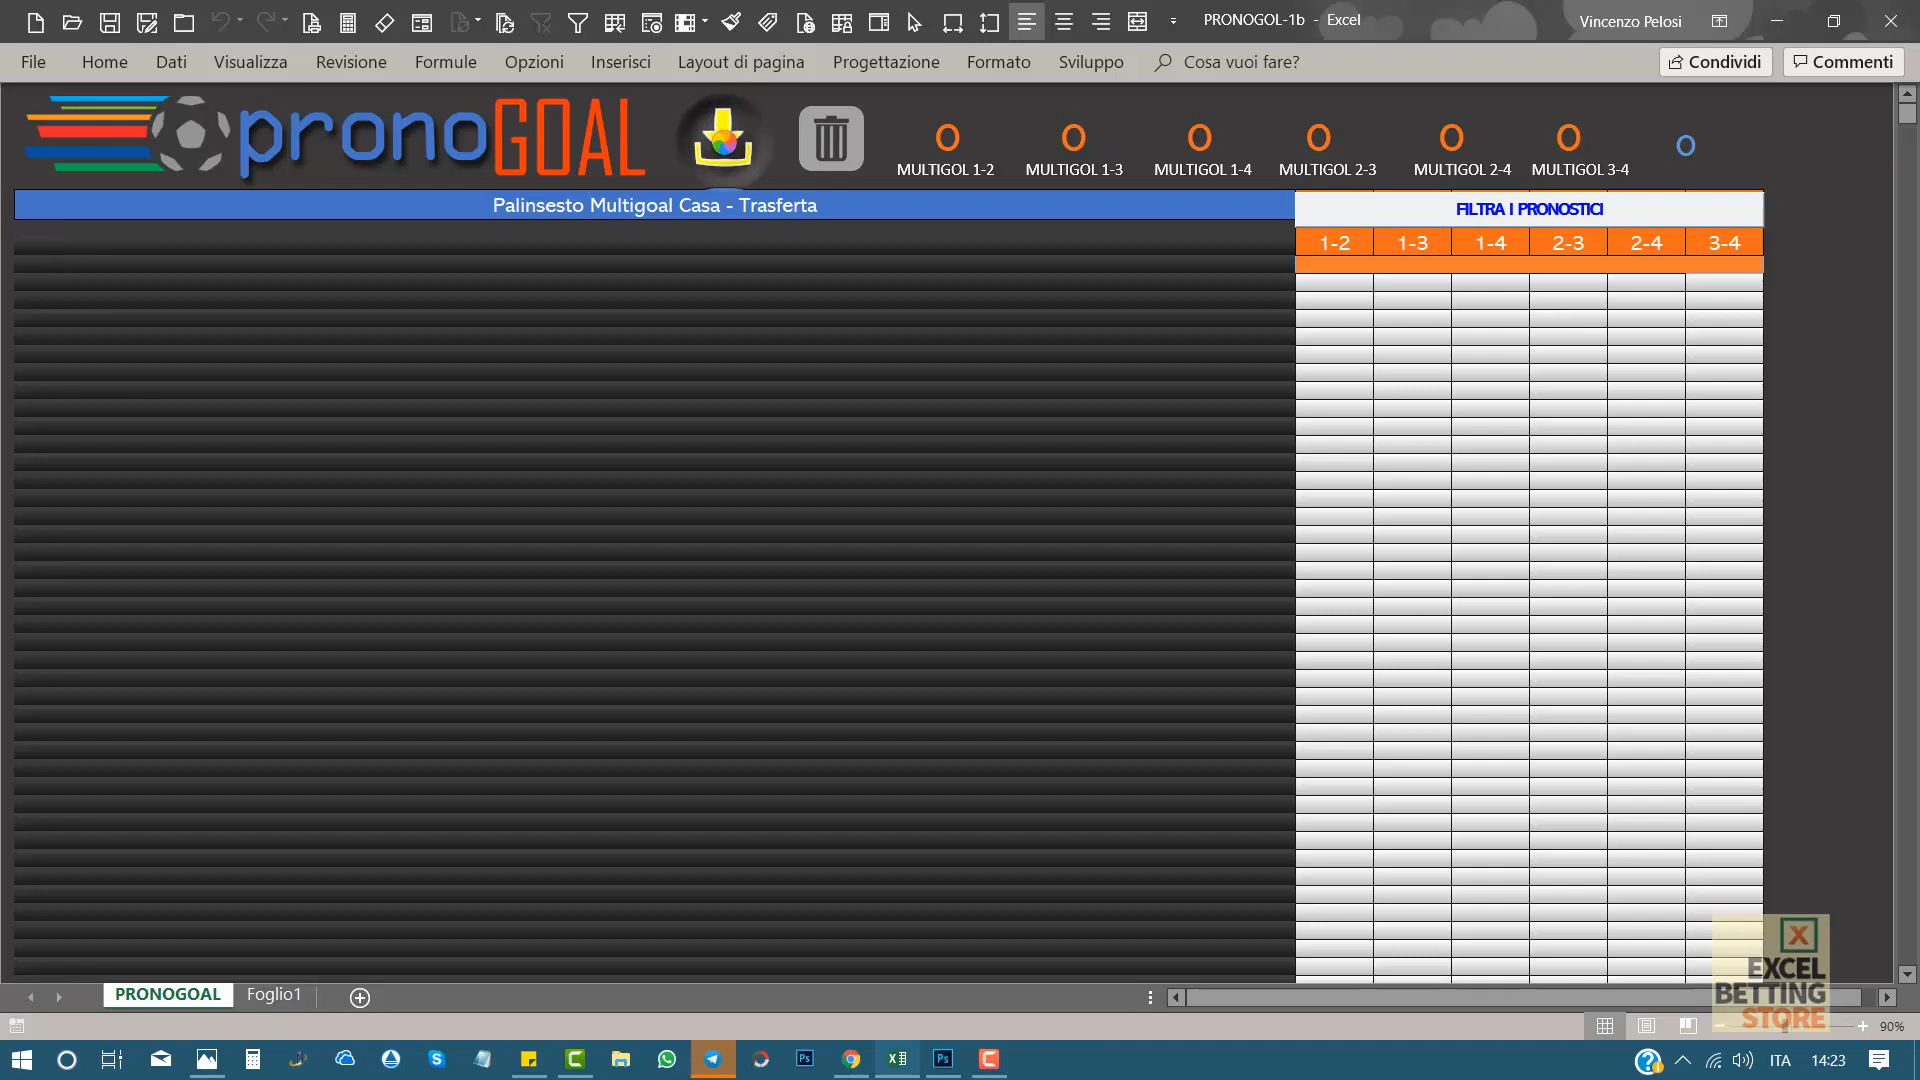 PRONOGOL-1b - Excel
Vincenzo Pelosi
File Home Dati Visualizza Revisione Formule Opzioni Inserisci Layout di pagina Progettazione Formato Sviluppo Cosa vuoi fare? Condividi Commenti
pronoGOAL
0 0 0 0 0 0 0
MULTIGOL 1-2 MULTIGOL 1-3 MULTIGOL 1-4 MULTIGOL 2-3 MULTIGOL 2-4 MULTIGOL 3-4
Palinsesto Multigoal Casa - Trasferta
FILTRA I PRONOSTICI
1-2 1-3 1-4 2-3 2-4 3-4
X
EXCEL
BETTING
STORE
PRONOGOAL Foglio1
90%
Ps Ps
ITA 14:23